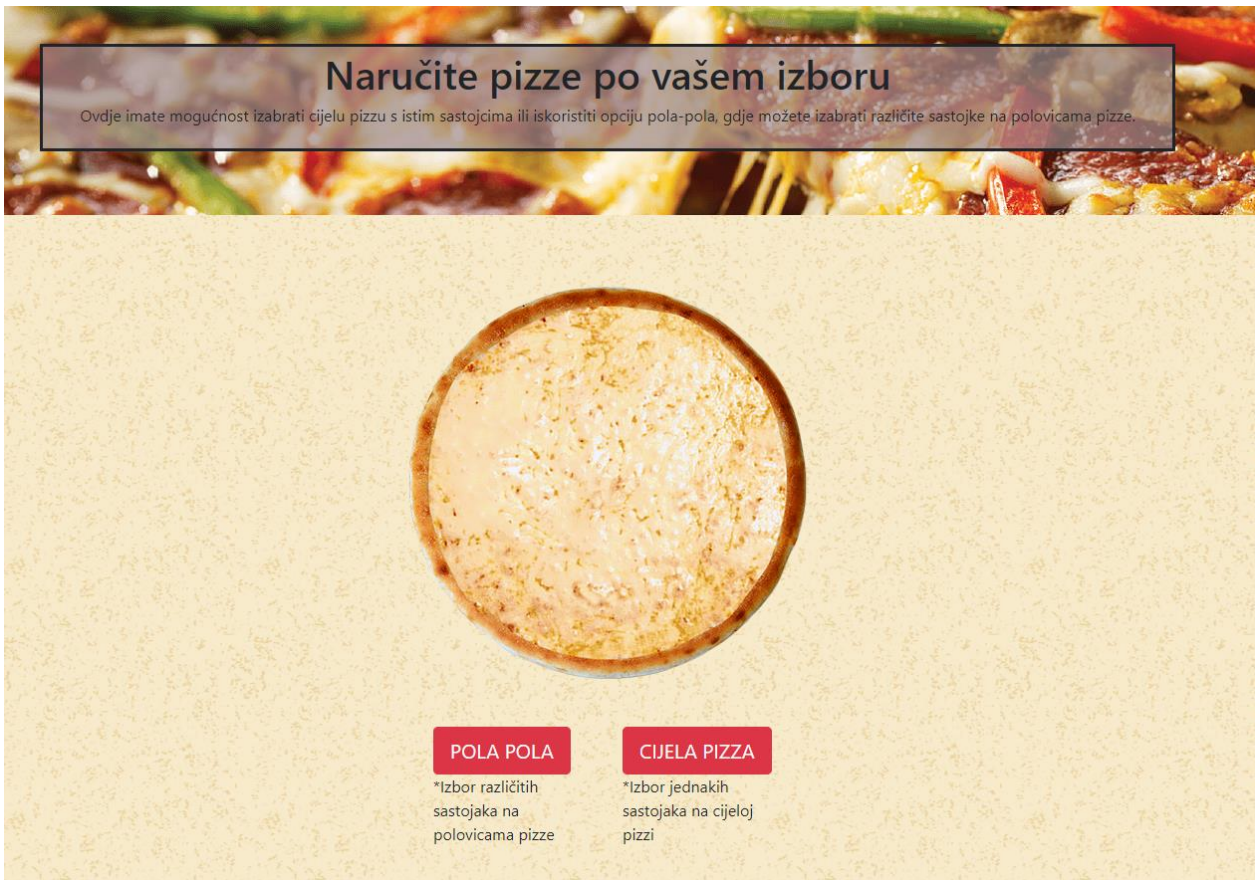 Naručite pizze po vašem izboru
Ovdje imate mogućnost izabrati cijelu pizzu s istim sastojcima ili iskoristiti opciju pola-pola, gdje možete izabrati različite sastojke na polovicama pizze.
POLA POLA
*Izbor različitih
sastojaka na
polovicama pizze
CIJELA PIZZA
*Izbor jednakih
sastojaka na cijeloj
pizzi